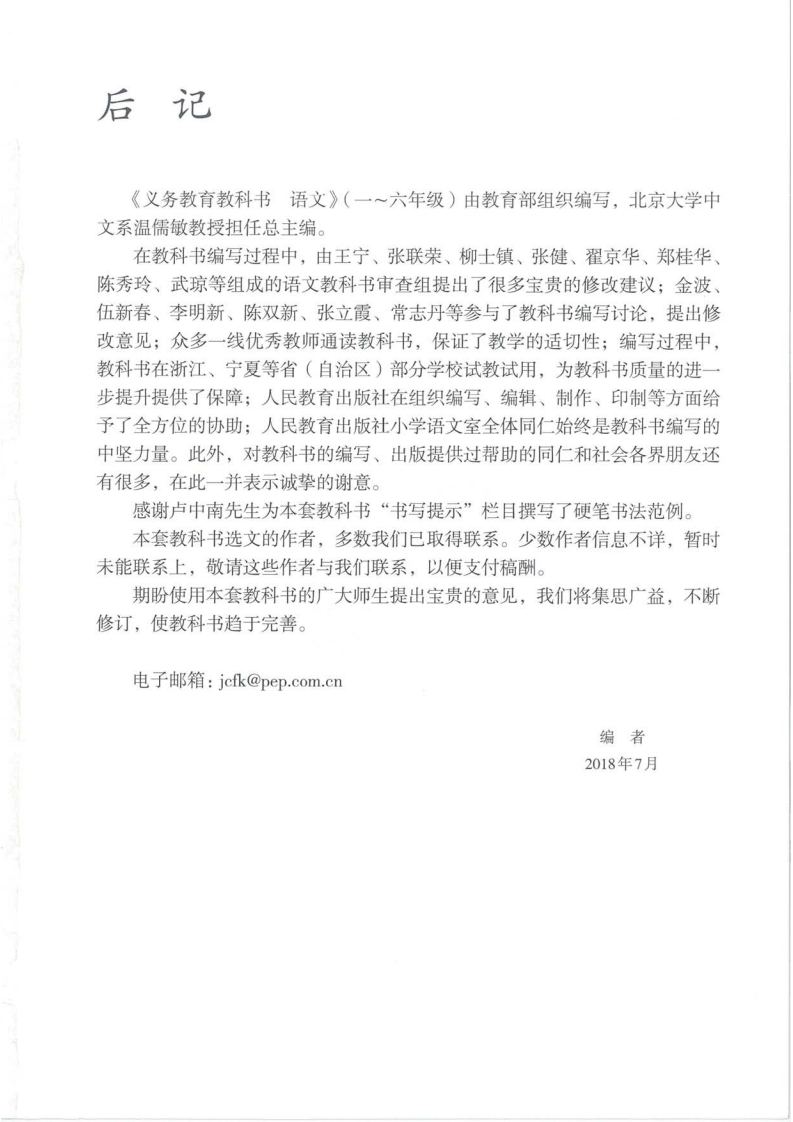 后 记
《义务教育教科书 语文》（一~六年级）由教育部组织编写，北京大学中
文系温儒敏教授担任总主编。
在教科书编写过程中，由王宁、张联荣、柳士镇、张健、翟京华、郑桂华、
陈秀玲、武琼等组成的语文教科书审查组提出了很多宝贵的修改建议；金波、
伍新春、李明新、陈双新、张立霞、常志丹等参与了教科书编写讨论，提出修
改意见；众多一线优秀教师通读教科书，保证了教学的适切性；编写过程中，
教科书在浙江、宁夏等省（自治区）部分学校试教试用，为教科书质量的进一
步提升提供了保障；人民教育出版社在组织编写、编辑、制作、印制等方面给
予了全方位的协助；人民教育出版社小学语文室全体同仁始终是教科书编写的
中坚力量。此外，对教科书的编写、出版提供过帮助的同仁和社会各界朋友还
有很多，在此一并表示诚挚的谢意。
感谢卢中南先生为本套教科书“书写提示”栏目撰写了硬笔书法范例。
本套教科书选文的作者，多数我们已取得联系。少数作者信息不详，暂时
未能联系上，敬请这些作者与我们联系，以便支付稿酬。
期盼使用本套教科书的广大师生提出宝贵的意见，我们将集思广益，不断
修订，使教科书趋于完善。
电子邮箱：jcfk@pep.com.cn
编 者
2018年7月